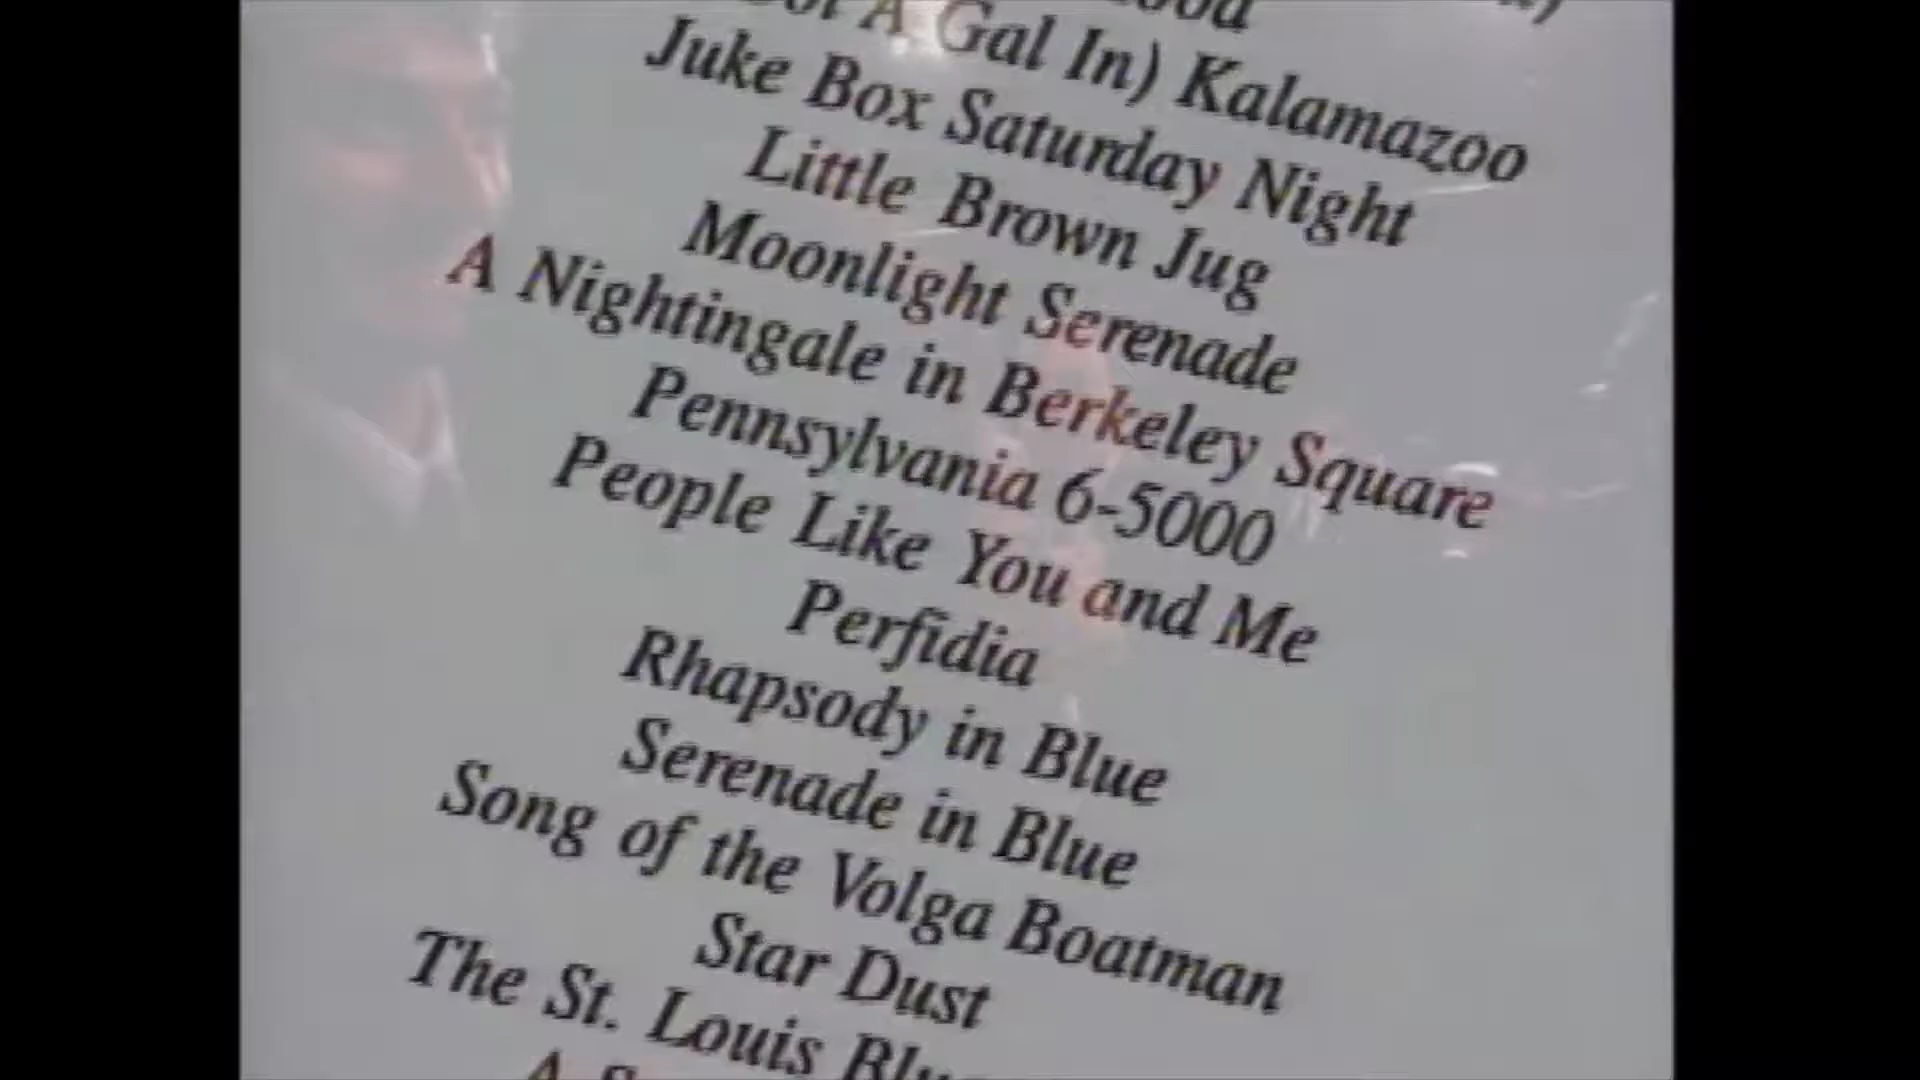 A Gal In) Kalamazoo
Juke Box Saturday Night
Little Brown Jug
Moonlight Serenade
A Nightingale in Berkeley Square
Pennsylvania 6-5000
People Like You and Me
Perfidia
Rhapsody in Blue
Serenade in Blue
Song of the Volga Boatman
Star Dust
The St. Louis
A